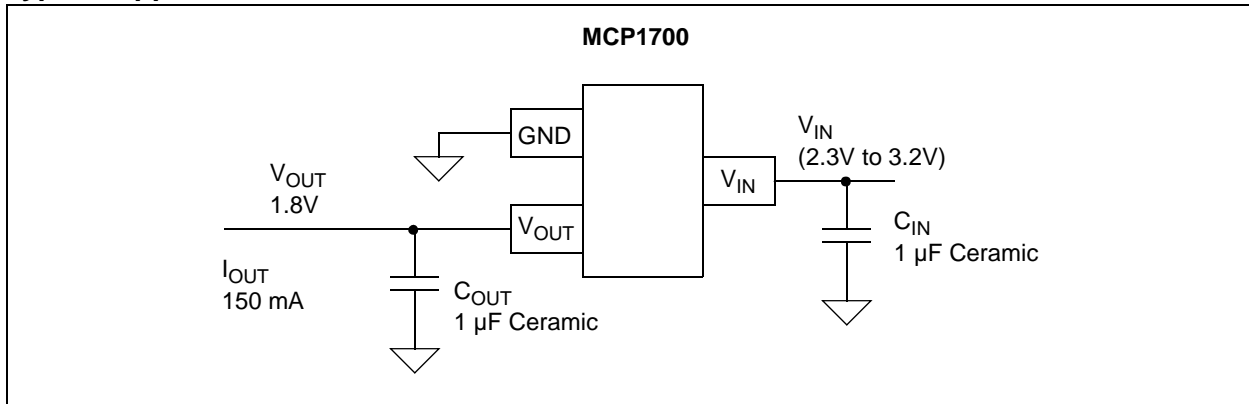 MCP1700
GND
VIN
(2.3V to 3.2V)
VIN
VOUT
1.8V
VOUT
CIN
1 µF Ceramic
IOUT
150 mA
COUT
1 µF Ceramic